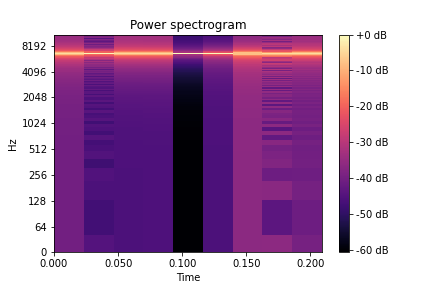 Power spectrogram
Hz
8192
4096
2048
1024
512
256
128
64
0
0.000
0.050
0.100
0.150
0.200
Time
+0 dB
-10 dB
-20 dB
-30 dB
-40 dB
-50 dB
-60 dB